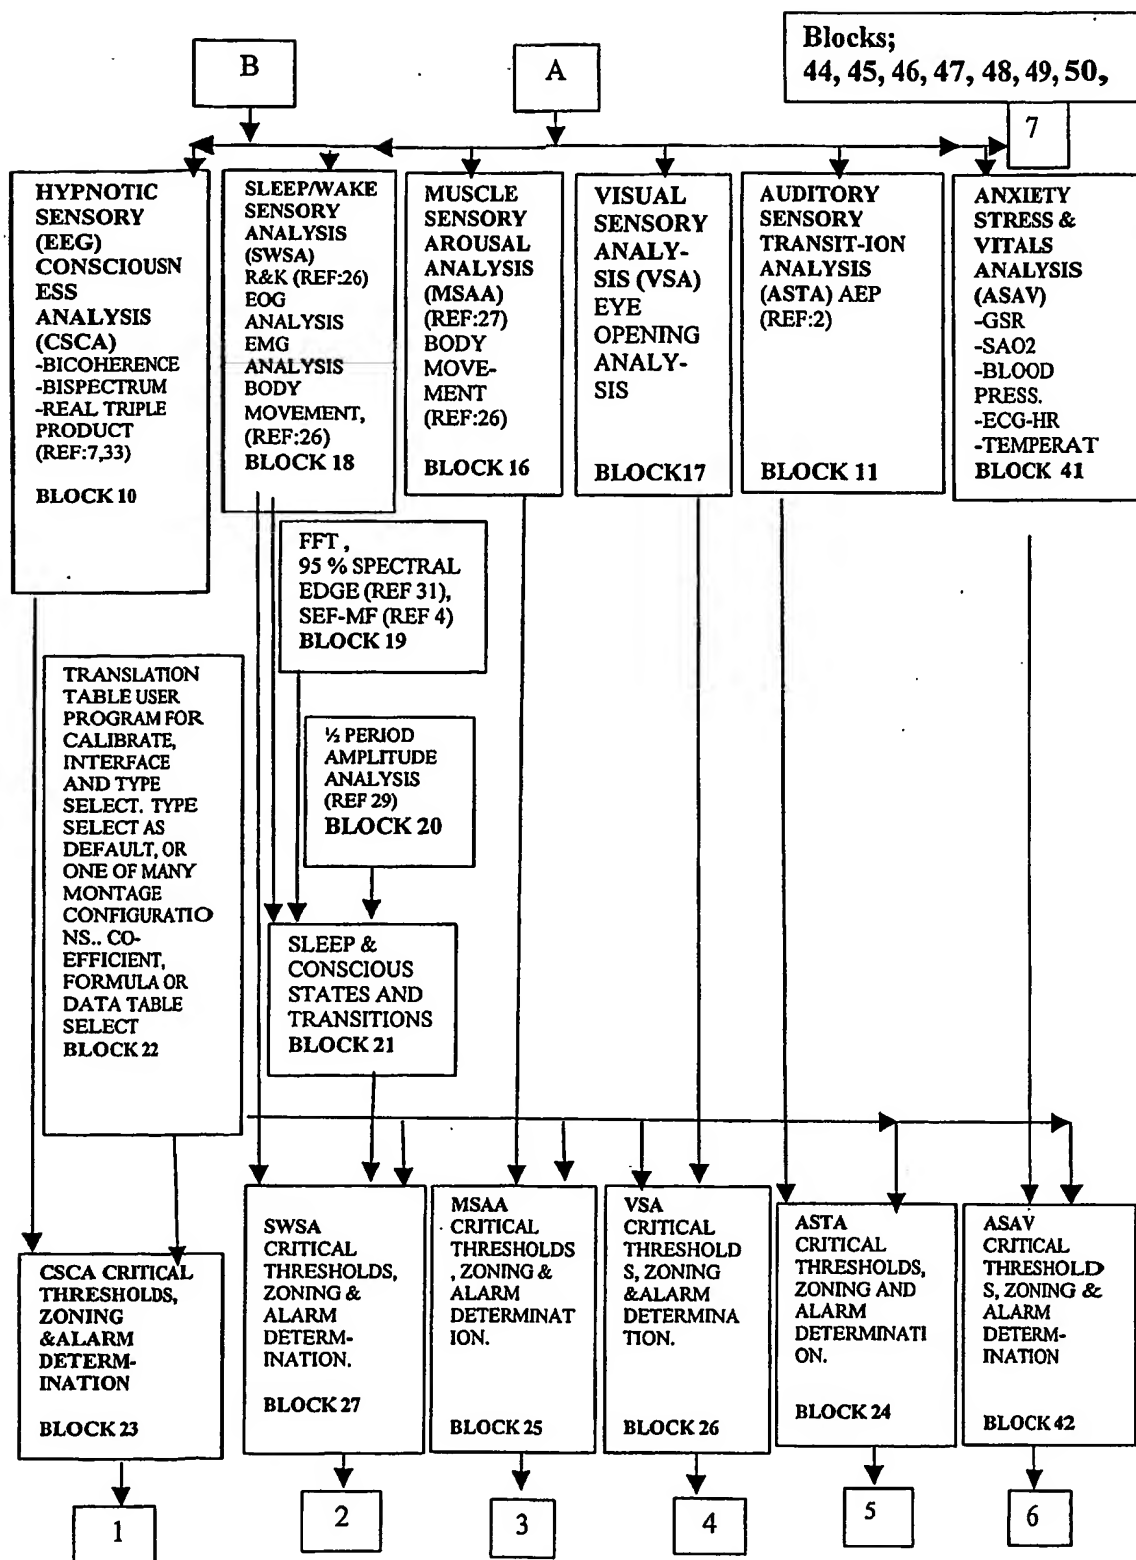 B
A
Blocks;
44, 45, 46, 47, 48, 49, 50,
7
HYPNOTIC
SENSORY
(EEG)
CONSCIOUSN
ESS
ANALYSIS
(CSCA)
-BICOHERENCE
-BISPECTRUM
-REAL TRIPLE
PRODUCT
(REF:7,33)
BLOCK 10
SLEEP/WAKE
SENSORY
ANALYSIS
(SWSA)
R&K (REF:26)
EOG
ANALYSIS
EMG
ANALYSIS
BODY
MOVEMENT,
(REF:26)
BLOCK 18
MUSCLE
SENSORY
AROUSAL
ANALYSIS
(MSAA)
(REF:27)
BODY
MOVE-
MENT
(REF:26)
BLOCK 16
VISUAL
SENSORY
ANALY-
SIS (VSA)
EYE
OPENING
ANALY-
SIS
BLOCK17
AUDITORY
SENSORY
TRANSIT-ION
ANALYSIS
(ASTA) AEP
(REF:2)
BLOCK 11
ANXIETY
STRESS &
VITALS
ANALYSIS
(ASAV)
-GSR
-SAO2
-BLOOD
PRESS.
-ECG-HR
-TEMPERAT
BLOCK 41
FFT ,
95 % SPECTRAL
EDGE (REF 31),
SEF-MF (REF 4)
BLOCK 19
TRANSLATION
TABLE USER
PROGRAM FOR
CALIBRATE,
INTERFACE
AND TYPE
SELECT. TYPE
SELECT AS
DEFAULT, OR
ONE OF MANY
MONTAGE
CONFIGURATIO
NS.. CO-
EFFICIENT,
FORMULA OR
DATA TABLE
SELECT
BLOCK 22
½ PERIOD
AMPLITUDE
ANALYSIS
(REF 29)
BLOCK 20
SLEEP &
CONSCIOUS
STATES AND
TRANSITIONS
BLOCK 21
CSCA CRITICAL
THRESHOLDS,
ZONING
&ALARM
DETERM-
INATION
BLOCK 23
SWSA
CRITICAL
THRESHOLDS,
ZONING &
ALARM
DETERM-
INATION.
BLOCK 27
MSAA
CRITICAL
THRESHOLDS
, ZONING &
ALARM
DETERMINAT
ION.
BLOCK 25
VSA
CRITICAL
THRESHOLD
S, ZONING
&ALARM
DETERMINA
TION.
BLOCK 26
ASTA
CRITICAL
THRESHOLDS,
ZONING AND
ALARM
DETERMINATI
ON.
BLOCK 24
ASAV
CRITICAL
THRESHOLD
S, ZONING &
ALARM
DETERM-
INATION
BLOCK 42
1
2
3
4
5
6